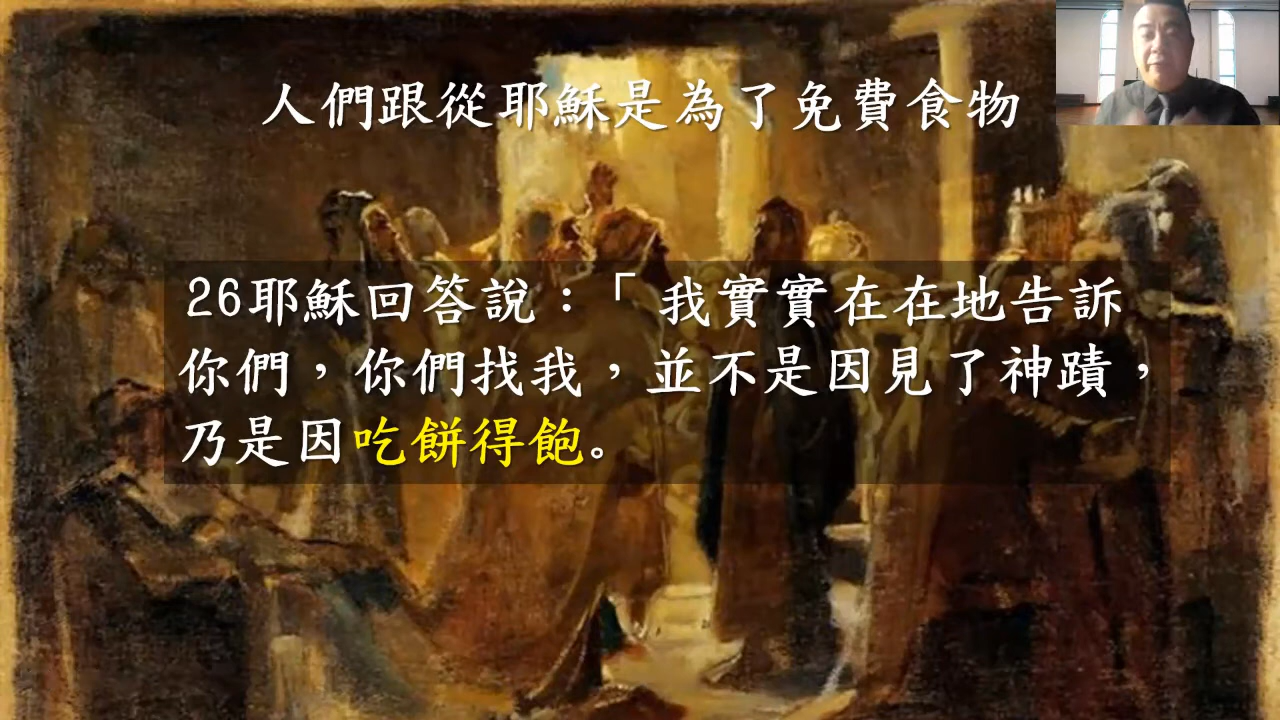 人們跟從耶穌是為了免費食物
26耶穌回答說：「我實實在在地告訴
你們，你們找我，並不是因見了神蹟，
乃是因吃餅得飽。